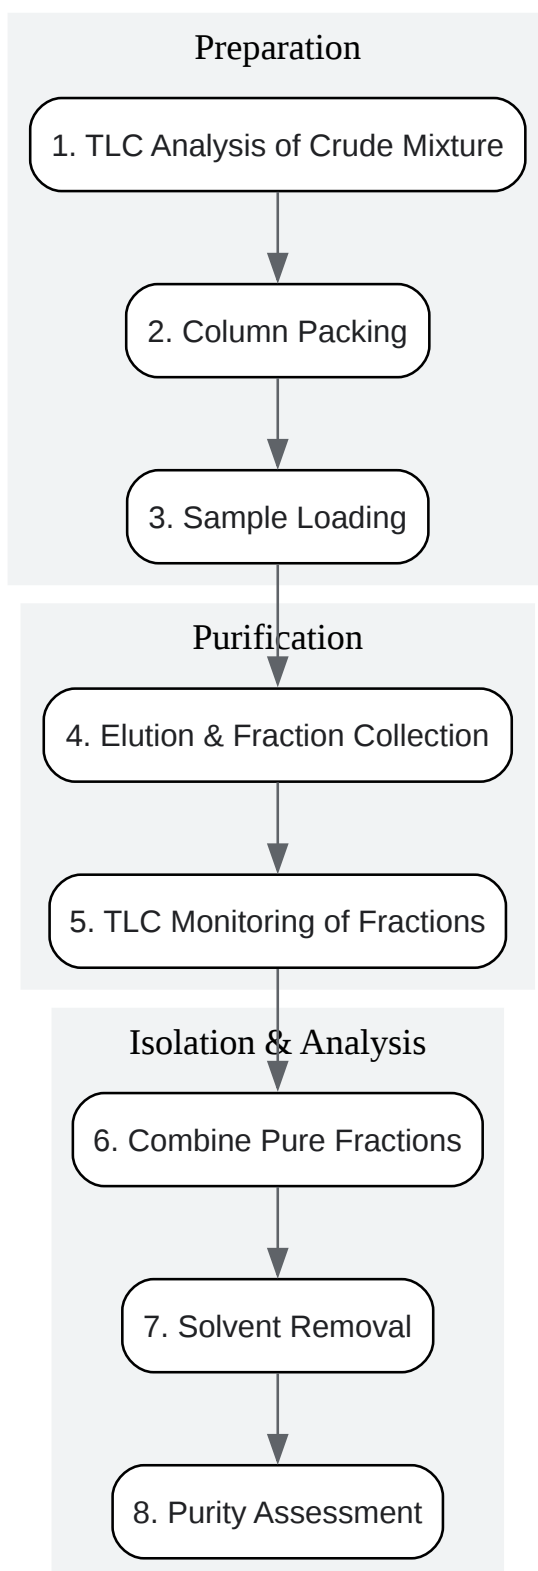 Preparation
1. TLC Analysis of Crude Mixture
2. Column Packing
3. Sample Loading
Purification
4. Elution & Fraction Collection
5. TLC Monitoring of Fractions
Isolation & Analysis
6. Combine Pure Fractions
7. Solvent Removal
8. Purity Assessment